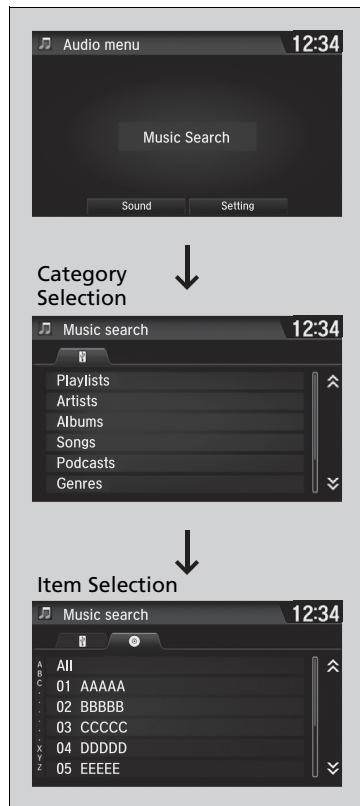 Audio menu 12:34
Music Search
Sound Setting
Category
Selection
Music search 12:34
Playlists
Artists
Albums
Songs
Podcasts
Genres
Item Selection
Music search 12:34
A
B
C
All
01 AAAAA
02 BBBBB
03 CCCCC
04 DDDDD
05 EEEEE
X
Y
Z